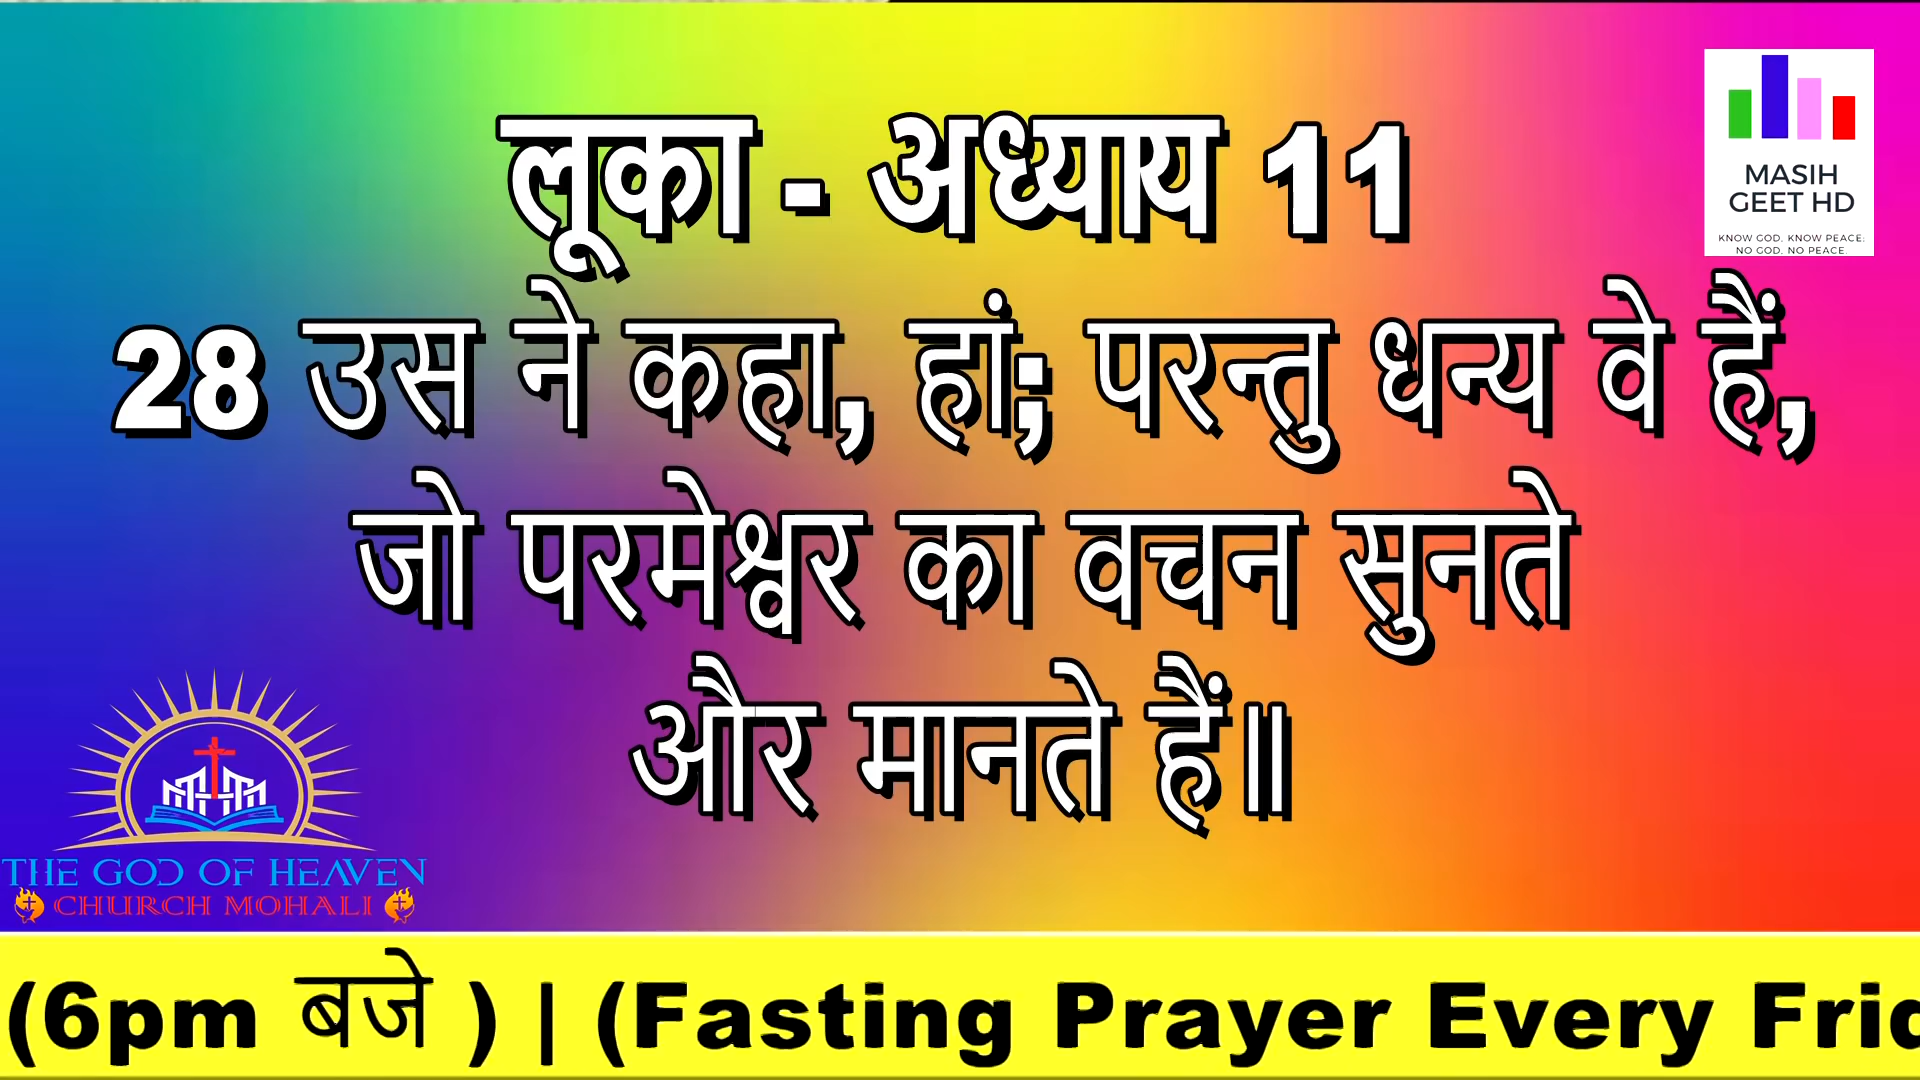 लूका - अध्याय 11
28 उस ने कहा, हां; परन्तु धन्य वे हैं,
जो परमेश्वर का वचन सुनते
और मानते हैं॥
MASIH
GEET HD
KNOW GOD, KNOW PEACE;
NO GOD, NO PEACE.
THE GOD OF HEAVEN
CHURCH MOHALI
(6pm बजे ) | (Fasting Prayer Every